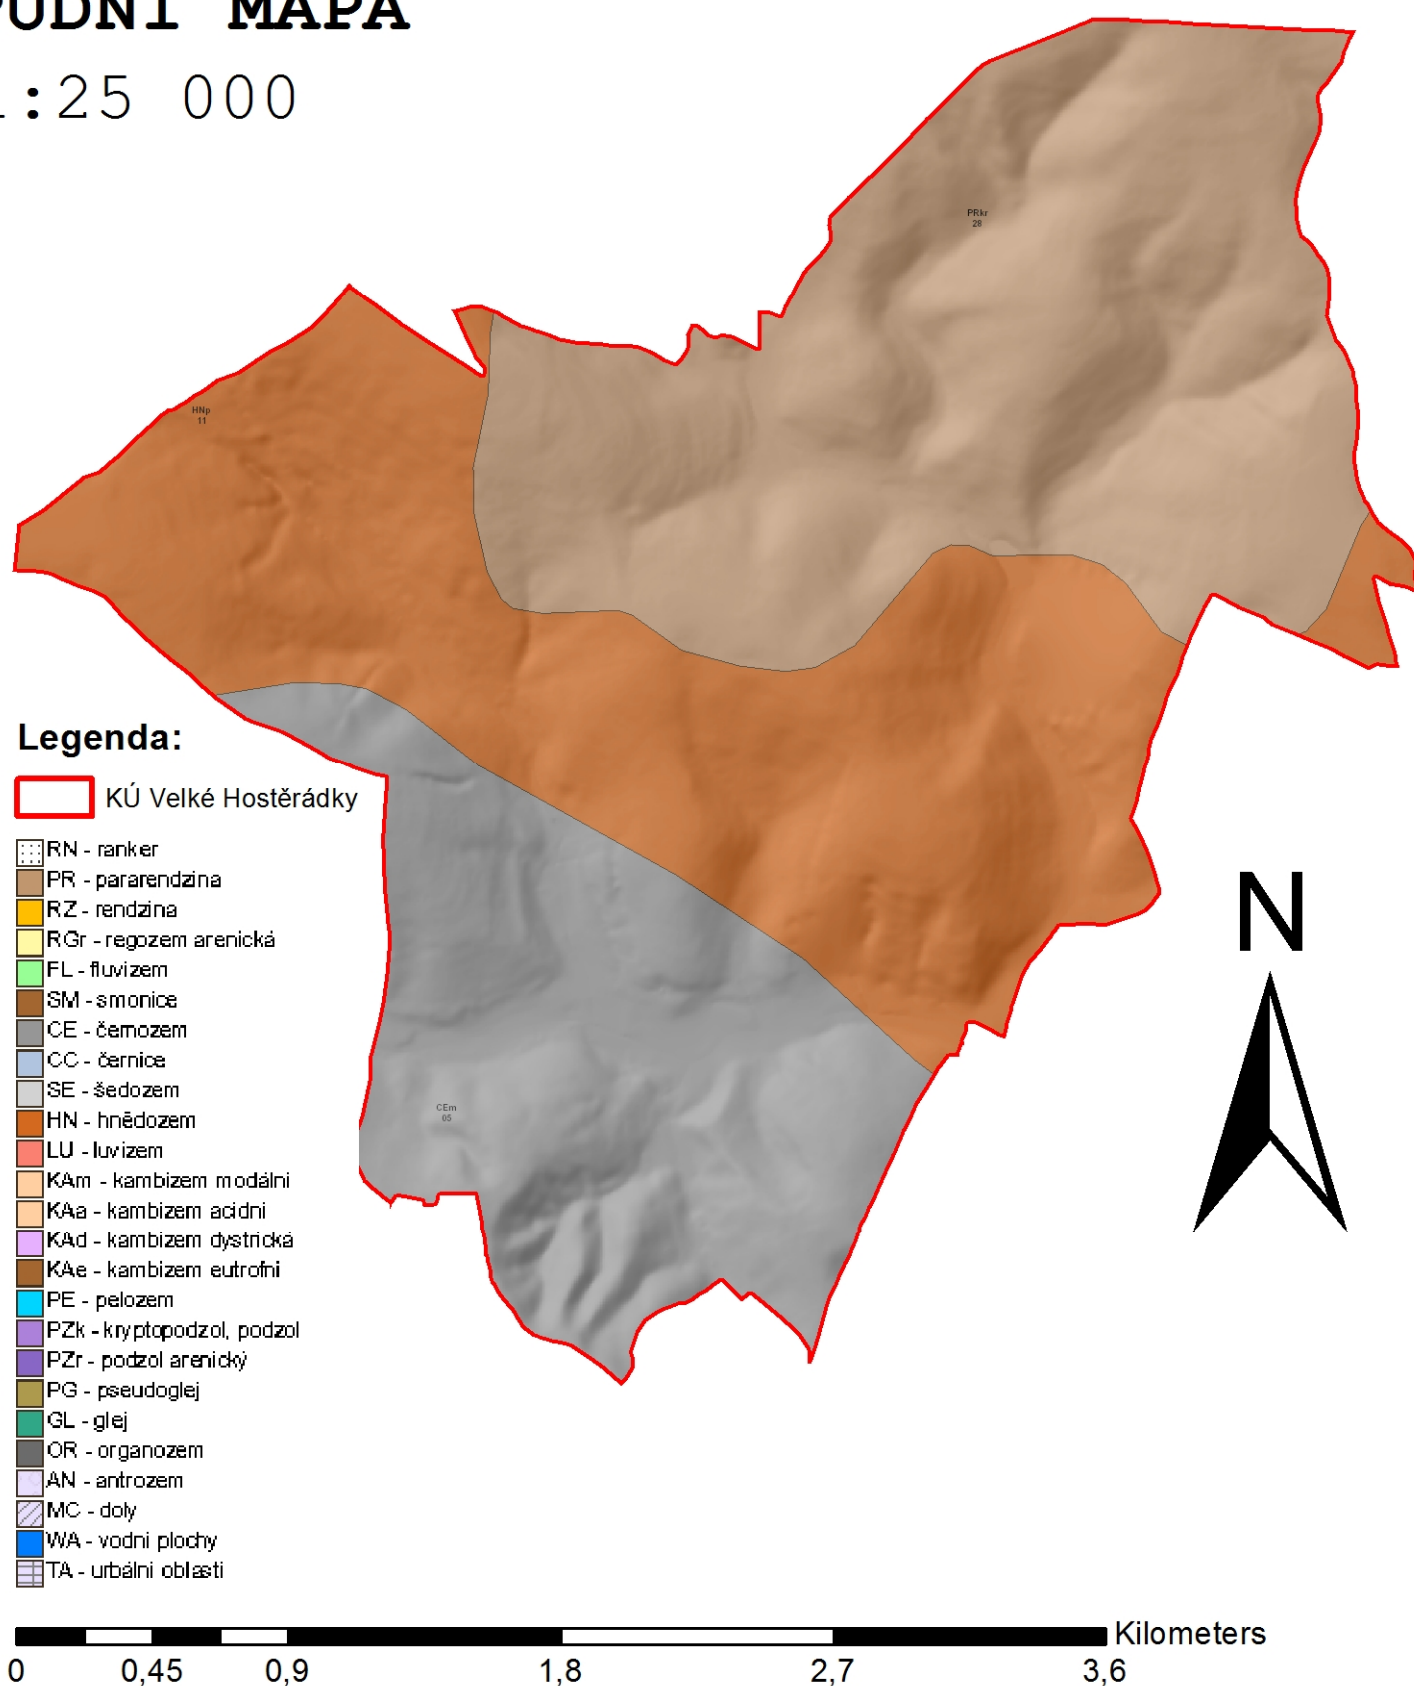 PŮDNÍ MAPA
1:25 000
PRkr
28
HNp
11
Legenda:
KÚ Velké Hostěrádky
RN - ranker
PR - pararendzina
RZ - rendzina
RGr - regozem arenická
FL - fluvizem
SM - smonice
CE - černozem
CC - černice
SE - šedozem
HN - hnědozem
LU - luvizem
KAm - kambizem modální
KAa - kambizem acidní
KAd - kambizem dystrická
KAe - kambizem eutrofní
PE - pelozem
PZk - kryptopodzol, podzol
PZr - podzol arenický
PG - pseudoglej
GL - glej
OR - organozem
AN - antrozem
MC - doly
WA - vodní plochy
TA - urbální oblasti
CEm
05
N
Kilometers
0 0,45 0,9 1,8 2,7 3,6